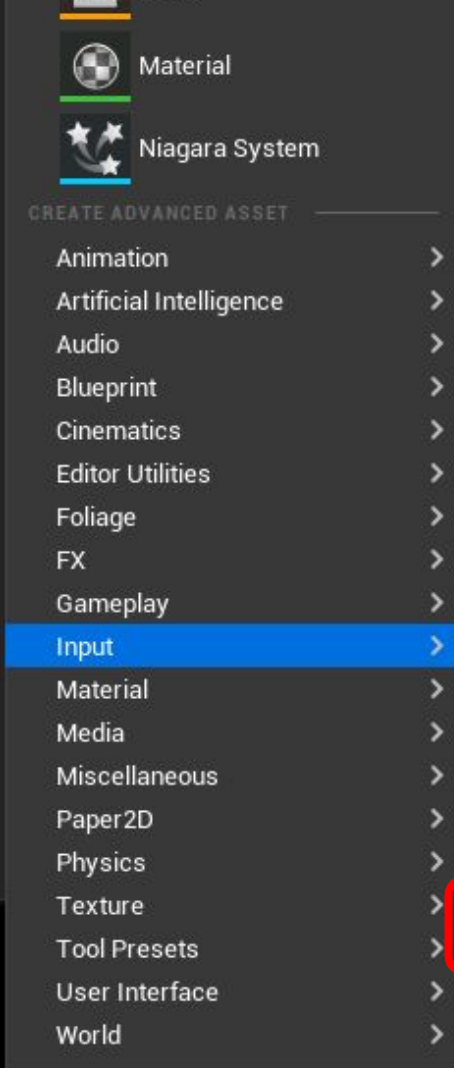 Material
Niagara System
CREATE ADVANCED ASSET
Animation
Artificial Intelligence
Audio
Blueprint
Cinematics
Editor Utilities
Foliage
FX
Gameplay
Input
Material
Media
Miscellaneous
Paper2D
Physics
Texture
Tool Presets
User Interface
World